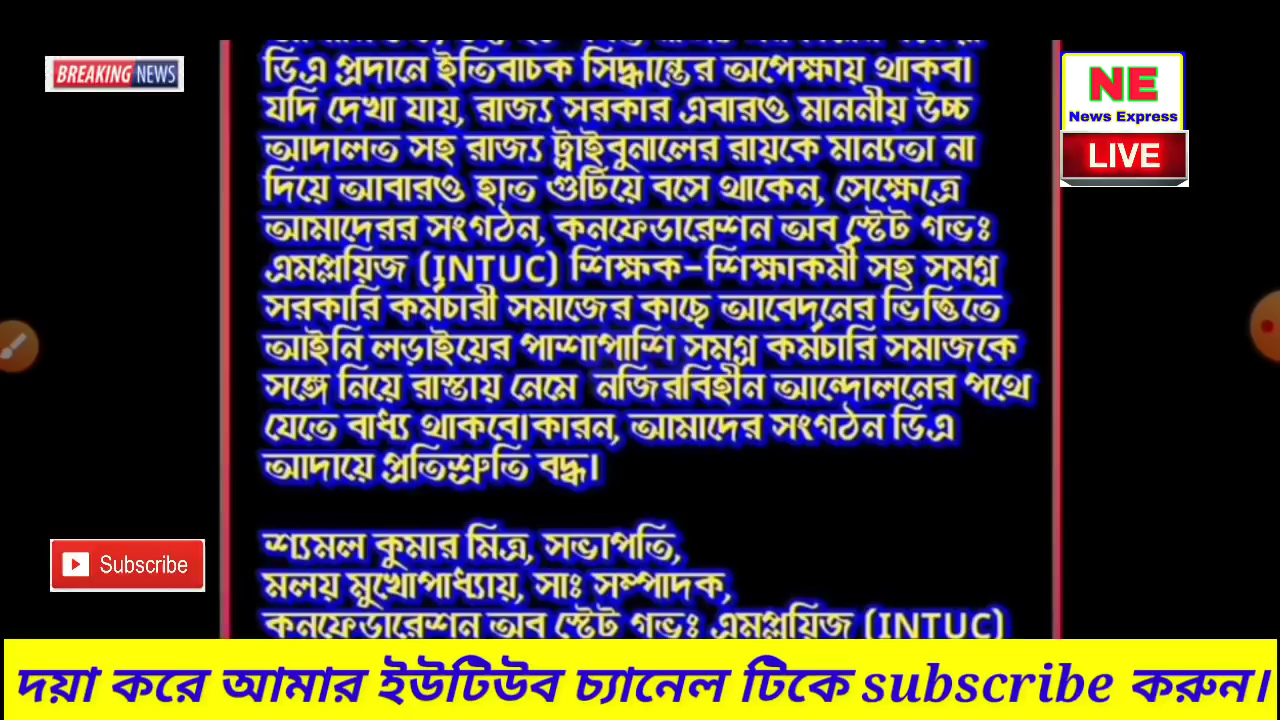 BREAKING NEWS
NE
News Express
LIVE
ডিএ প্রদানে ইতিবাচক সিদ্ধান্তের অপেক্ষায় থাকব।
যদি দেখা যায়, রাজ্য সরকার এবারও মাননীয় উচ্চ
আদালত সহ রাজ্য ট্রাইবুনালের রায়কে মান্যতা না
দিয়ে আবারও হাত গুটিয়ে বসে থাকেন, সেক্ষেত্রে
আমাদেরর সংগঠন, কনফেডারেশন অব স্টেট গভঃ
এমপ্লয়িজ (INTUC) শিক্ষক-শিক্ষাকর্মী সহ সমগ্ৰ
সরকারি কর্মচারী সমাজের কাছে আবেদনের ভিত্তিতে
আইনি লড়াইয়ের পাশাপাশি সমগ্ৰ কর্মচারি সমাজকে
সঙ্গে নিয়ে রাস্তায় নেমে নজিরবিহীন আন্দোলনের পথে
যেতে বাধ্য থাকবে।কারন, আমাদের সংগঠন ডিএ
আদায়ে প্রতিশ্রুতি বদ্ধ।
শ্যমল কুমার মিত্র, সভাপতি,
মলয় মুখোপাধ্যায়, সাঃ সম্পাদক,
কনফেডারেশন অব স্টেট গভঃ এমপ্লয়িজ (INTUC)
Subscribe
দয়া করে আমার ইউটিউব চ্যানেল টিকে subscribe করুন।